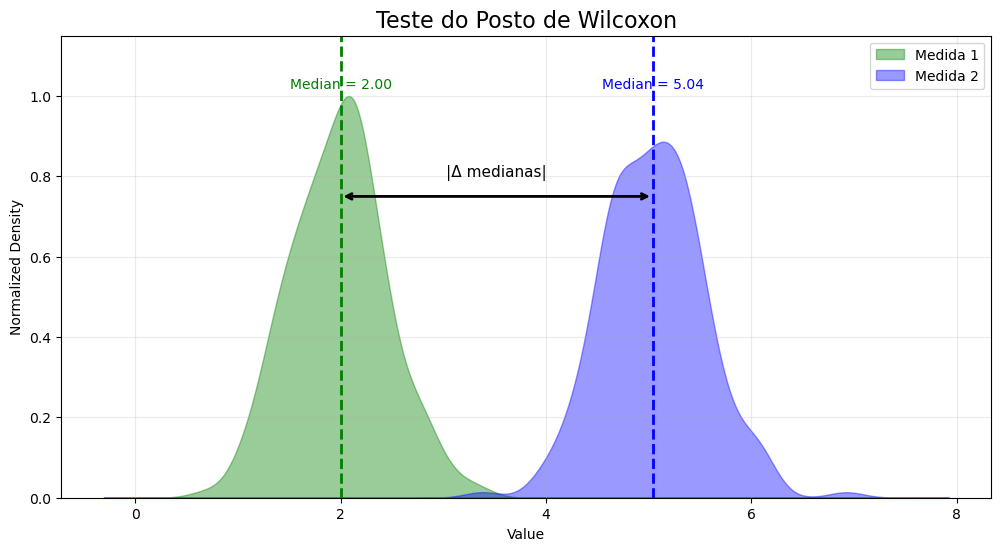 Teste do Posto de Wilcoxon
Medida 1
Medida 2
Median = 2.00
Median = 5.04
|Δ medianas|
Normalized Density
1.0
0.8
0.6
0.4
0.2
0.0
0
2
4
6
8
Value